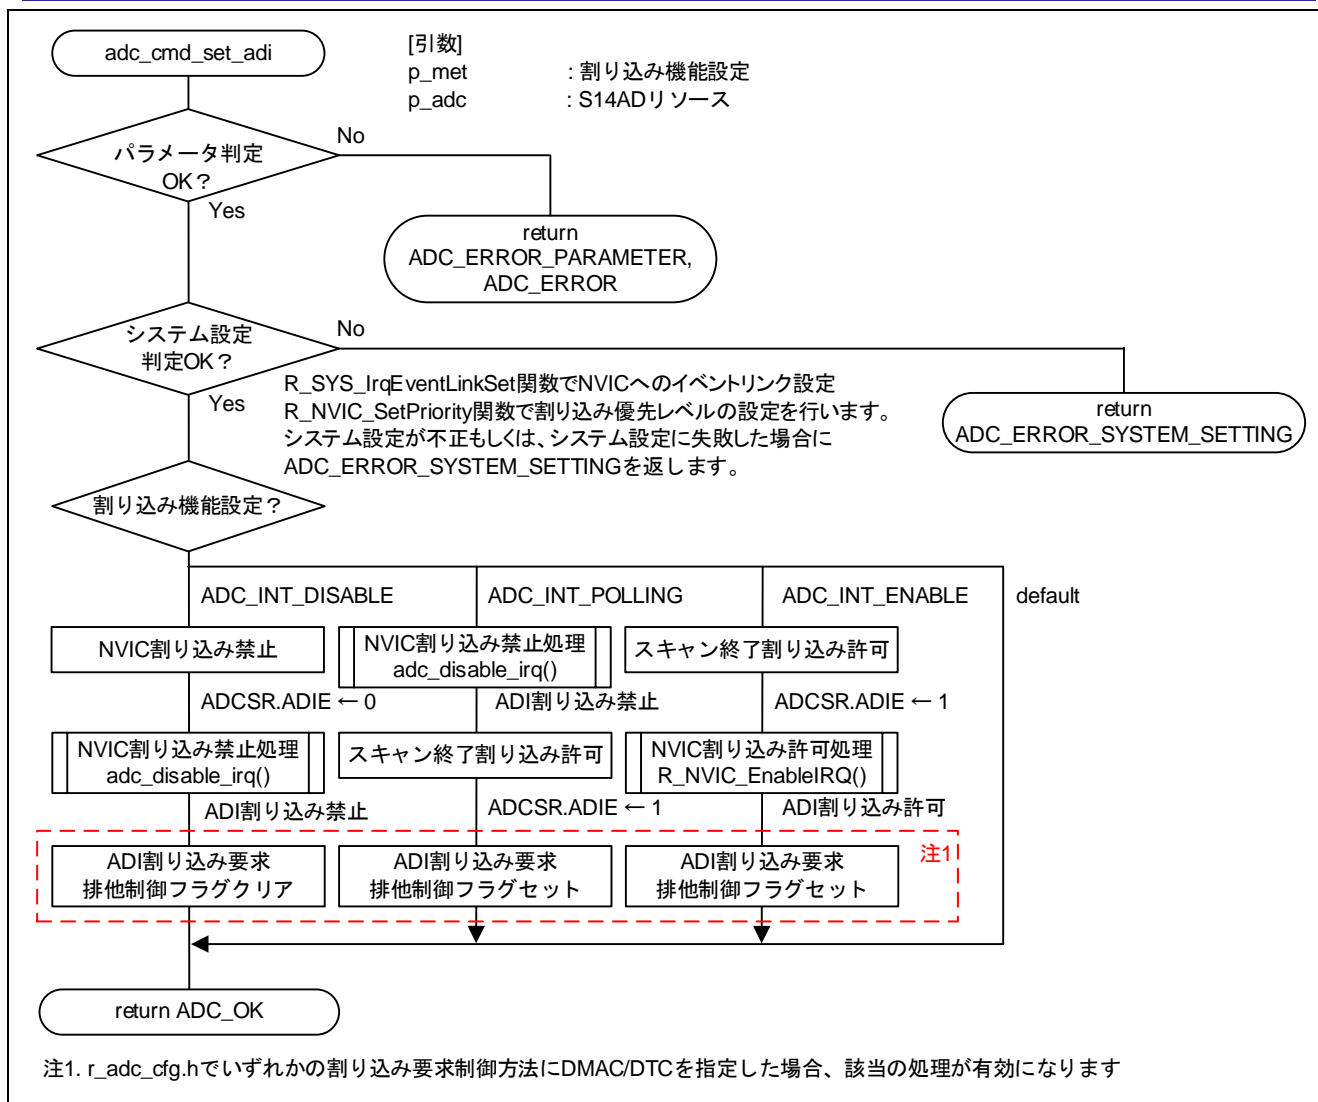 adc_cmd_set_adi
[引数]
p_met : 割り込み機能設定
p_adc : S14ADリソース
パラメータ判定
OK？
No
Yes
return
ADC_ERROR_PARAMETER,
ADC_ERROR
システム設定
判定OK？
No
Yes
R_SYS_IrqEventLinkSet関数でNVICへのイベントリンク設定
R_NVIC_SetPriority関数で割り込み優先レベルの設定を行います。
システム設定が不正もしくは、システム設定に失敗した場合に
ADC_ERROR_SYSTEM_SETTINGを返します。
return
ADC_ERROR_SYSTEM_SETTING
割り込み機能設定？
ADC_INT_DISABLE
ADC_INT_POLLING
ADC_INT_ENABLE
default
NVIC割り込み禁止
NVIC割り込み禁止処理
adc_disable_irq()
スキャン終了割り込み許可
ADCSR.ADIE ← 0
ADI割り込み禁止
ADCSR.ADIE ← 1
NVIC割り込み禁止処理
adc_disable_irq()
スキャン終了割り込み許可
NVIC割り込み許可処理
R_NVIC_EnableIRQ()
ADI割り込み禁止
ADCSR.ADIE ← 1
ADI割り込み許可
注1
ADI割り込み要求
排他制御フラグクリア
ADI割り込み要求
排他制御フラグセット
ADI割り込み要求
排他制御フラグセット
return ADC_OK
注1. r_adc_cfg.hでいずれかの割り込み要求制御方法にDMAC/DTCを指定した場合、該当の処理が有効になります